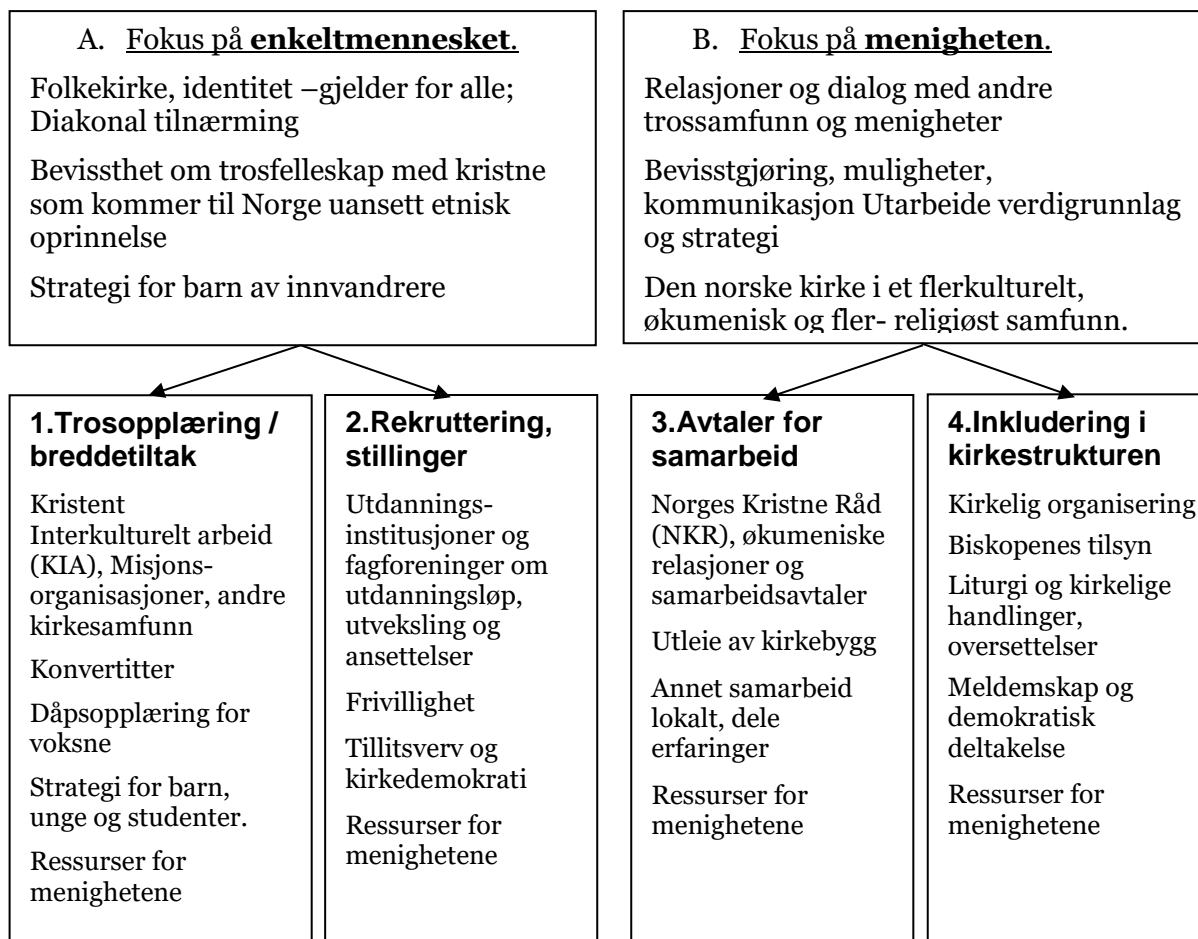 A. Fokus på enkeltmennesket.
Folkekirke, identitet –gjelder for alle;
Diakonal tilnærming
Bevissthet om trosfelleskap med kristne
som kommer til Norge uansett etnisk
oprinnelse
Strategi for barn av innvandrere
B. Fokus på menigheten.
Relasjoner og dialog med andre
trossamfunn og menigheter
Bevisstgjøring, muligheter,
kommunikasjon Utarbeide verdigrunnlag
og strategi
Den norske kirke i et flerkulturelt,
økumenisk og fler- religiøst samfunn.
1.Trosopplæring /
breddetiltak
Kristent
Interkulturelt arbeid
(KIA), Misjons-
organisasjoner, andre
kirkesamfunn
Konvertitter
Dåpsopplæring for
voksne
Strategi for barn,
unge og studenter.
Ressurser for
menighetene
2.Rekruttering,
stillinger
Utdannings-
institusjoner og
fagforeninger om
utdanningsløp,
utveksling og
ansettelser
Frivillighet
Tillitsverv og
kirkedemokrati
Ressurser for
menighetene
3.Avtaler for
samarbeid
Norges Kristne Råd
(NKR), økumeniske
relasjoner og
samarbeidsavtaler
Utleie av kirkebygg
Annet samarbeid
lokalt, dele
erfaringer
Ressurser for
menighetene
4.Inkludering i
kirkestrukturen
Kirkelig organisering
Biskopenes tilsyn
Liturgi og kirkelige
handlinger,
oversettelser
Meldemskap og
demokratisk
deltakelse
Ressurser for
menighetene